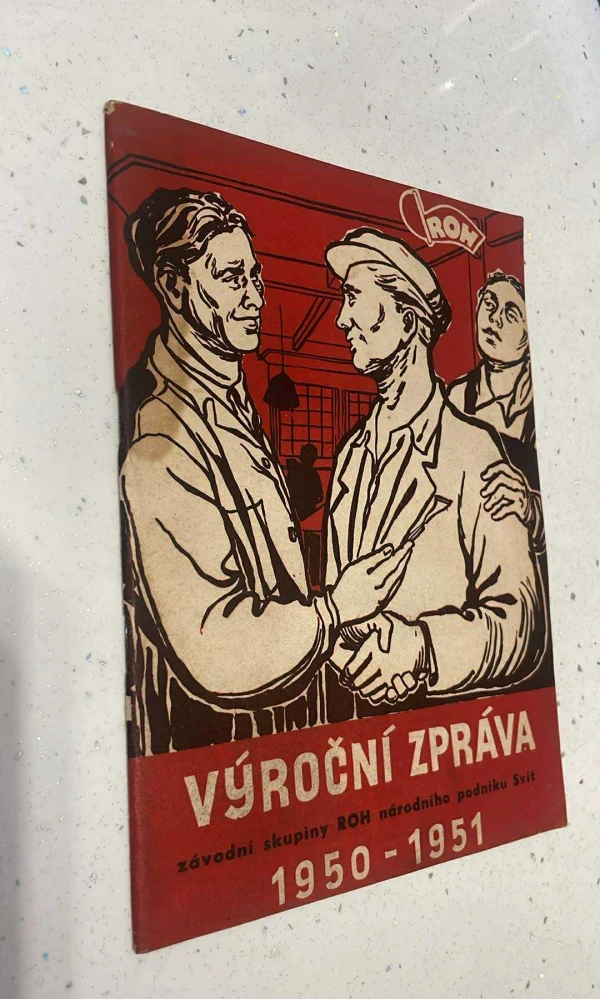 ROH
VÝROČNÍ ZPRÁVA
závodní skupiny ROH národního podniku Svit
1950 - 1951